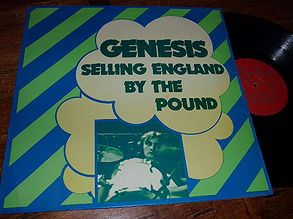 GENESIS
SELLING ENGLAND
BY THE
POUND